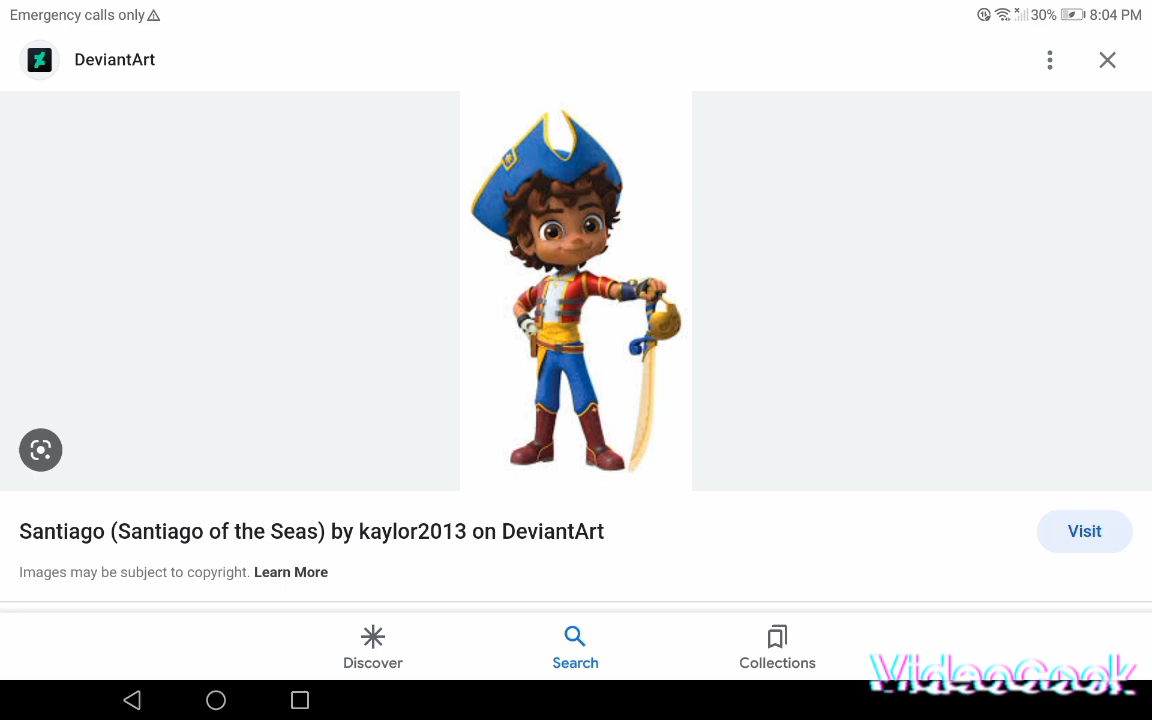 Emergency calls only
30% 8:04 PM
DeviantArt
Santiago (Santiago of the Seas) by kaylor2013 on DeviantArt
Visit
Images may be subject to copyright. Learn More
Discover
Search
Collections
VideoCook